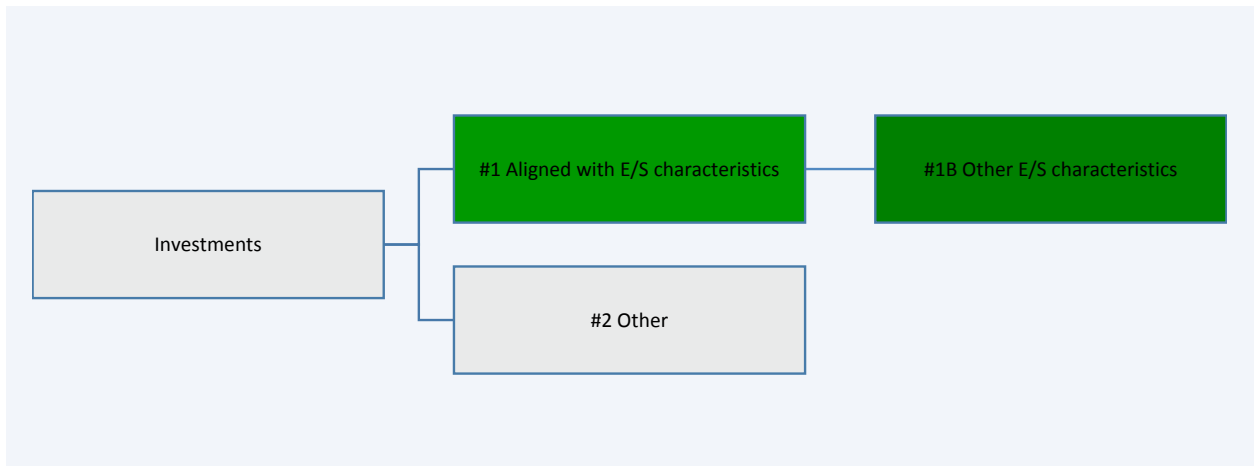 #1 Aligned with E/S characteristics
#1B Other E/S characteristics
Investments
#2 Other